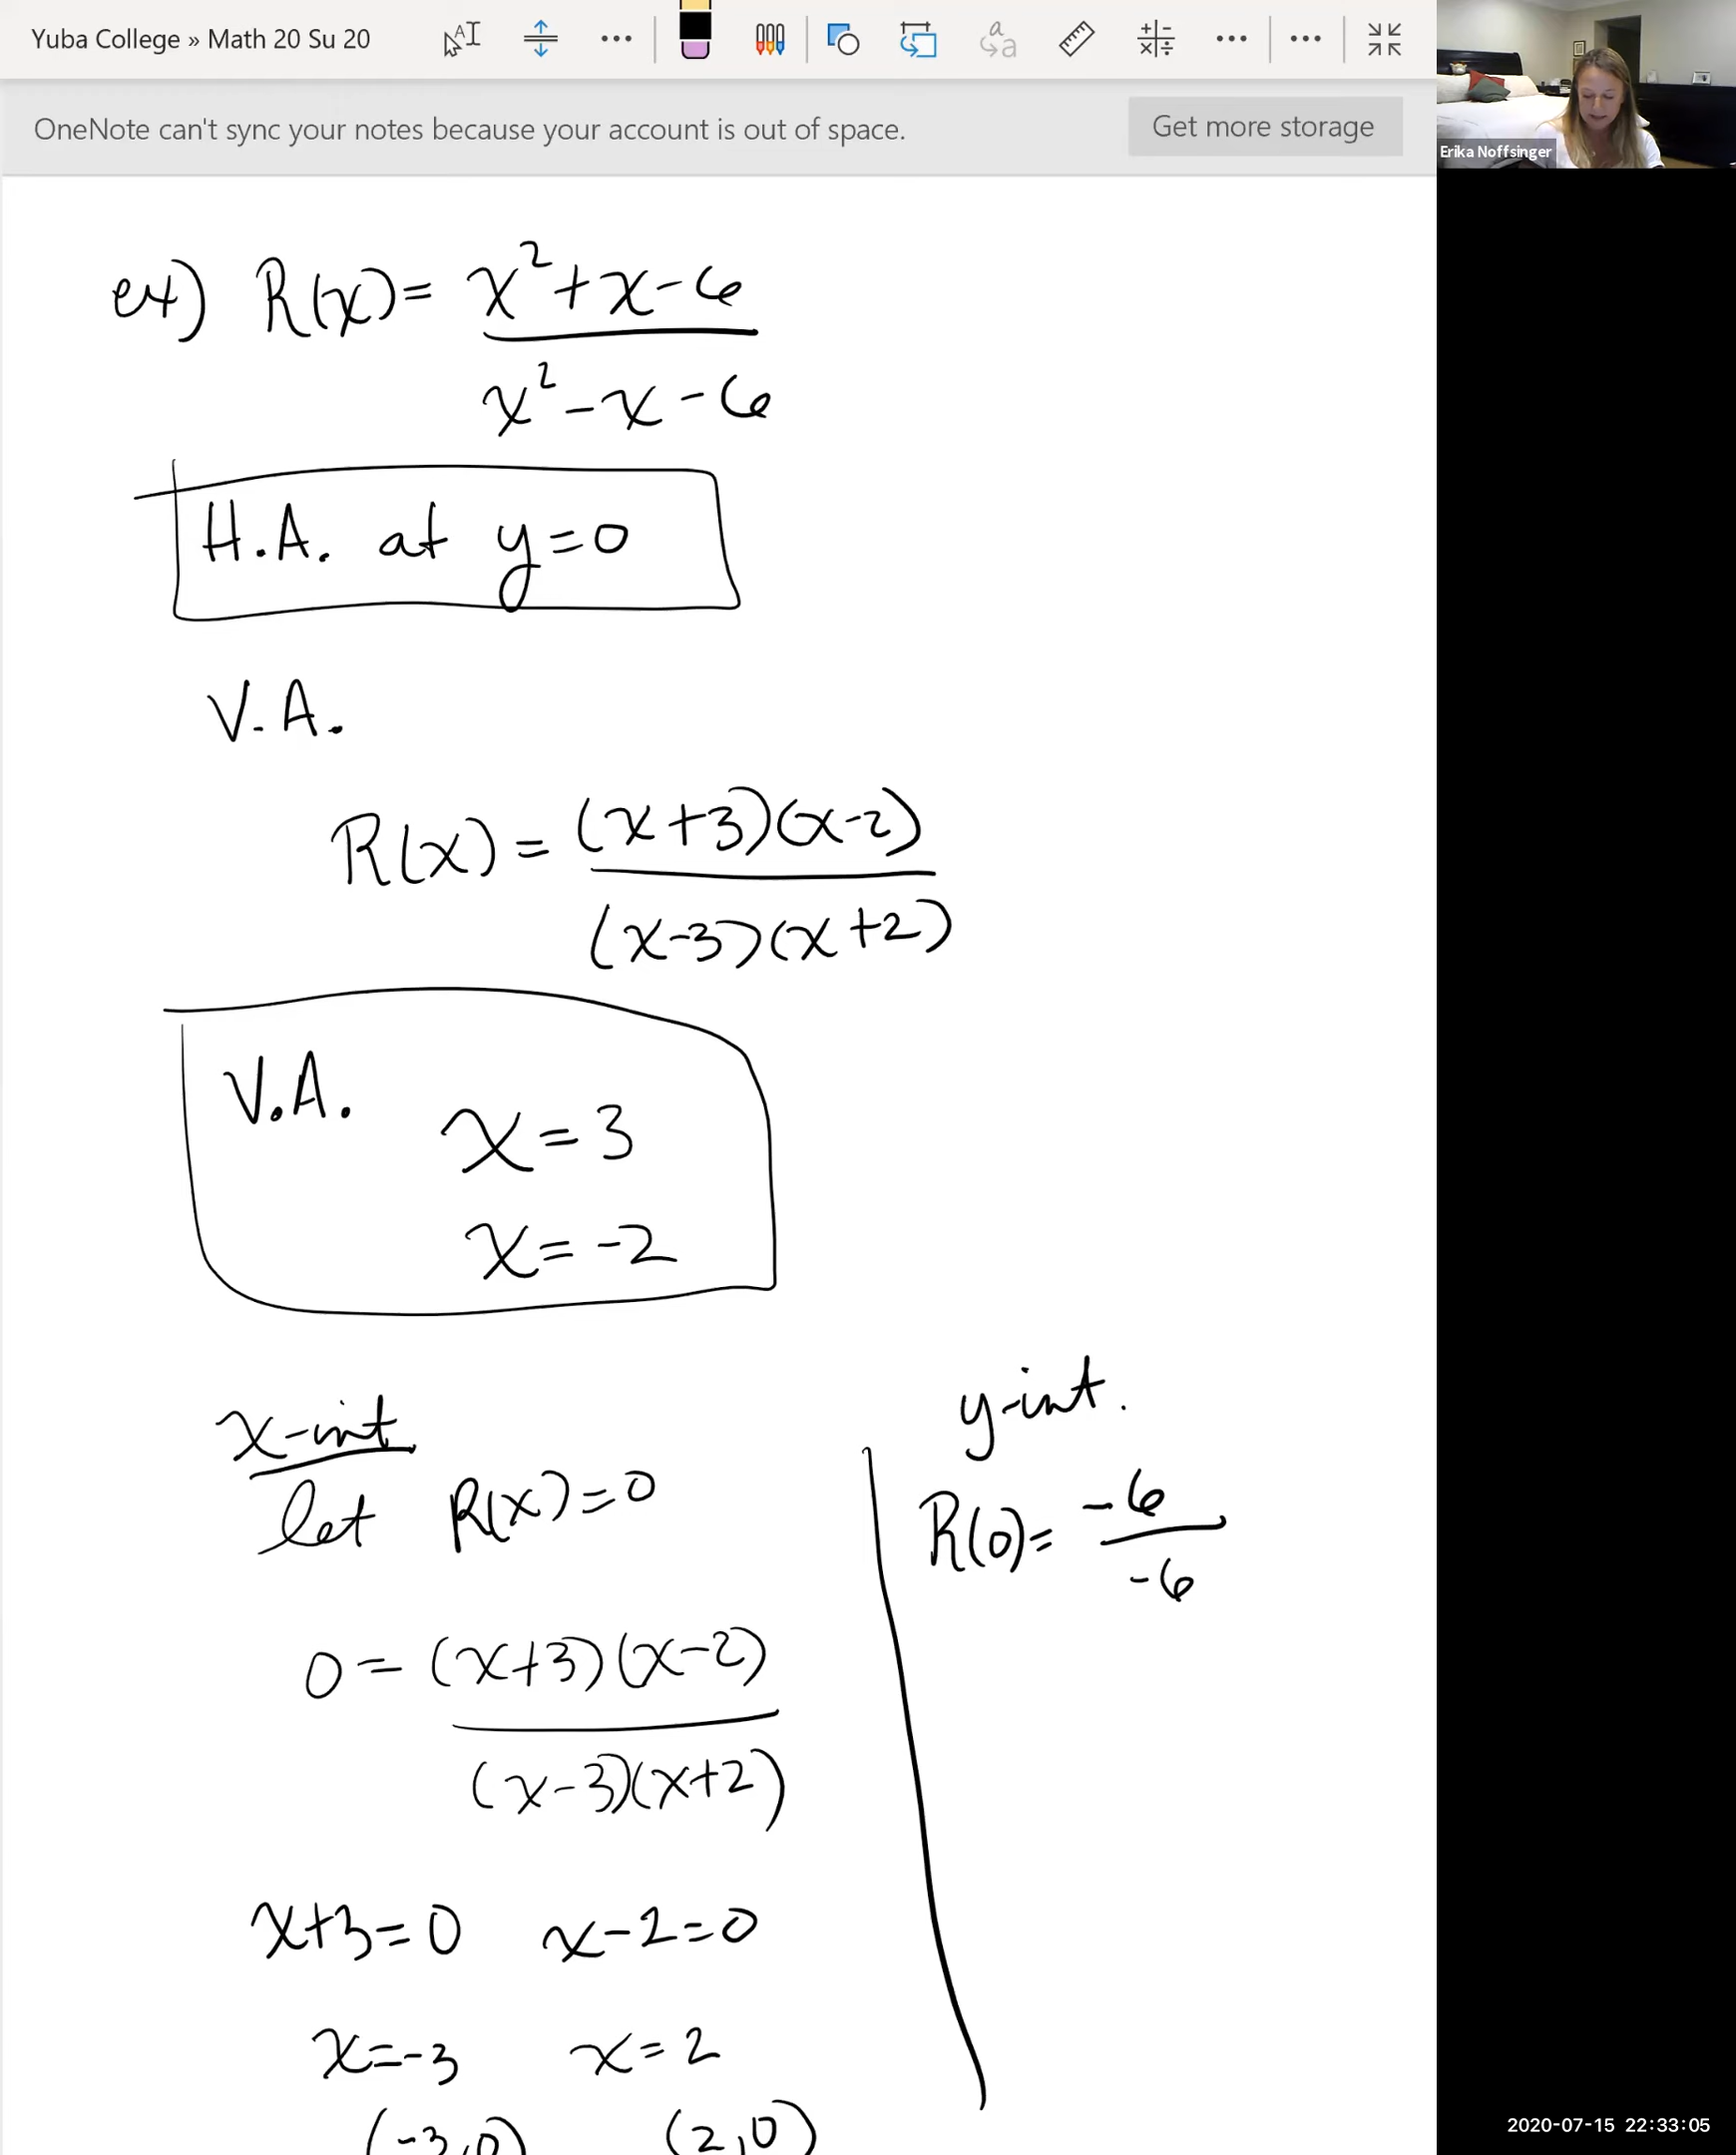 Yuba College » Math 20 Su 20
OneNote can't sync your notes because your account is out of space.
Get more storage
Erika Noffsinger
ex) R(x) = x²+x-6
x²-x-6
H.A. at y=0
V.A.
R(x) = (x+3)(x-2)
(x-3)(x+2)
V.A.
x=3
x=-2
x-int
let R(x)=0
0 = (x+3)(x-2)
(x-3)(x+2)
x+3=0 x-2=0
x=-3 x=2
(-3,0) (2,0)
y-int.
R(0)= -6
-6
2020-07-15 22:33:05